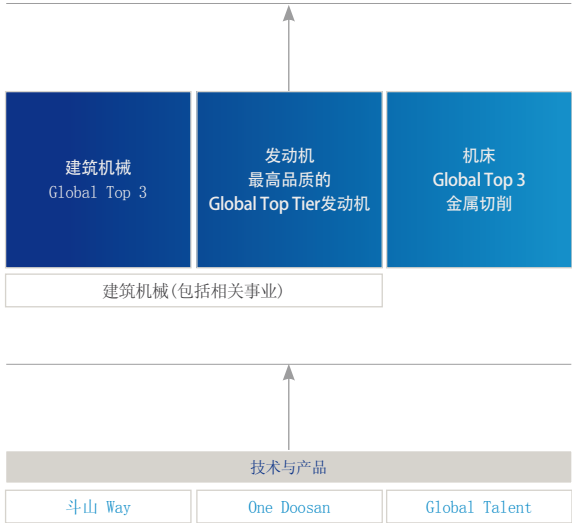 建筑机械
Global Top 3
发动机
最高品质的
Global Top Tier发动机
机床
Global Top 3
金属切削
建筑机械(包括相关事业)
技术与产品
斗山 Way
One Doosan
Global Talent